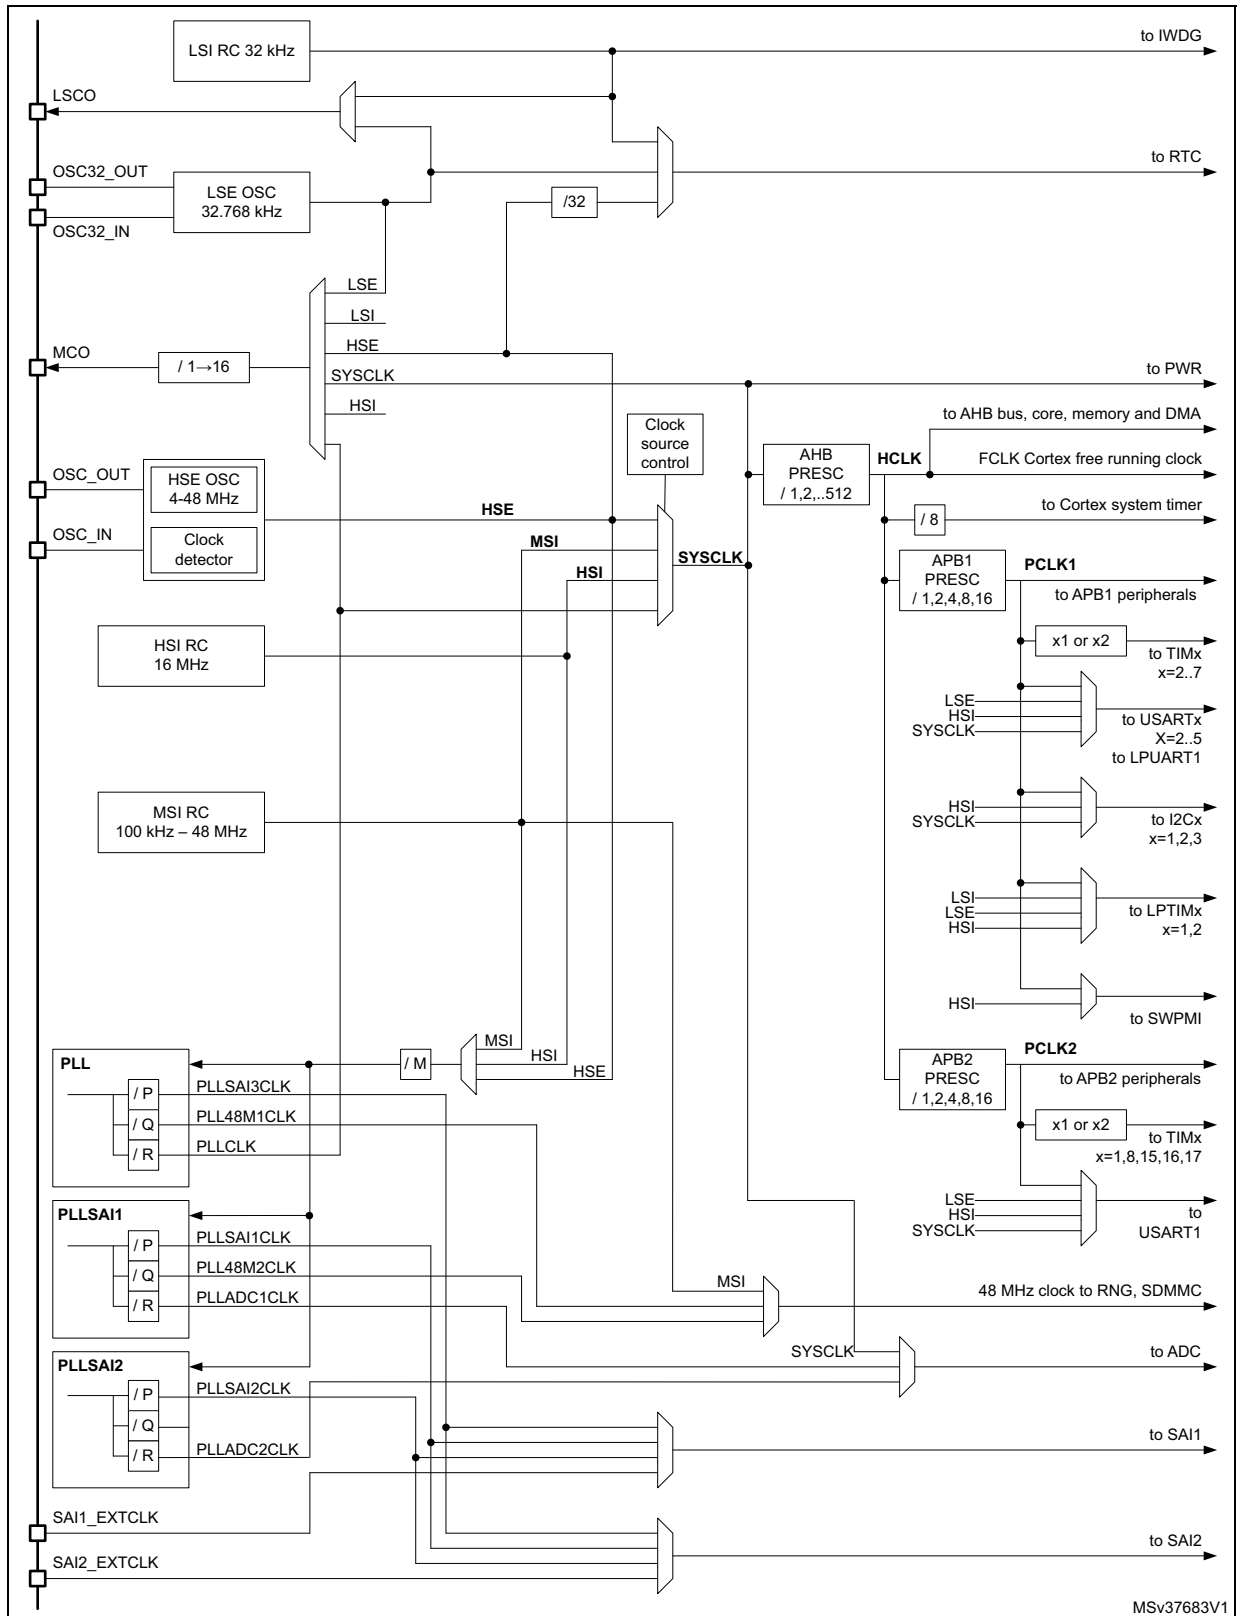 LSI RC 32 kHz
to IWDG
LSCO
OSC32_OUT
to RTC
LSE OSC
32.768 kHz
/32
OSC32_IN
LSE
LSI
MCO
HSE
/ 1→16
SYSCLK
to PWR
HSI
to AHB bus, core, memory and DMA
Clock
source
control
OSC_OUT
HSE OSC
4-48 MHz
AHB
PRESC
/ 1,2,..512
HCLK
FCLK Cortex free running clock
HSE
/ 8
to Cortex system timer
OSC_IN
Clock
detector
MSI
SYSCLK
HSI
APB1
PRESC
/ 1,2,4,8,16
PCLK1
to APB1 peripherals
HSI RC
16 MHz
x1 or x2
to TIMx
x=2..7
LSE
HSI
SYSCLK
to USARTx
X=2..5
to LPUART1
MSI RC
100 kHz – 48 MHz
HSI
SYSCLK
to I2Cx
x=1,2,3
LSI
LSE
HSI
to LPTIMx
x=1,2
HSI
to SWPMI
MSI
HSI
HSE
/ M
PLL
/ P
PLLSAI3CLK
/ Q
PLL48M1CLK
/ R
PLLCLK
APB2
PRESC
/ 1,2,4,8,16
PCLK2
to APB2 peripherals
x1 or x2
to TIMx
x=1,8,15,16,17
LSE
HSI
SYSCLK
to
USART1
PLLSAI1
/ P
PLLSAI1CLK
/ Q
PLL48M2CLK
/ R
PLLADC1CLK
MSI
48 MHz clock to RNG, SDMMC
SYSCLK
to ADC
PLLSAI2
/ P
PLLSAI2CLK
/ Q
/ R
PLLADC2CLK
to SAI1
SAI1_EXTCLK
to SAI2
SAI2_EXTCLK
MSv37683V1